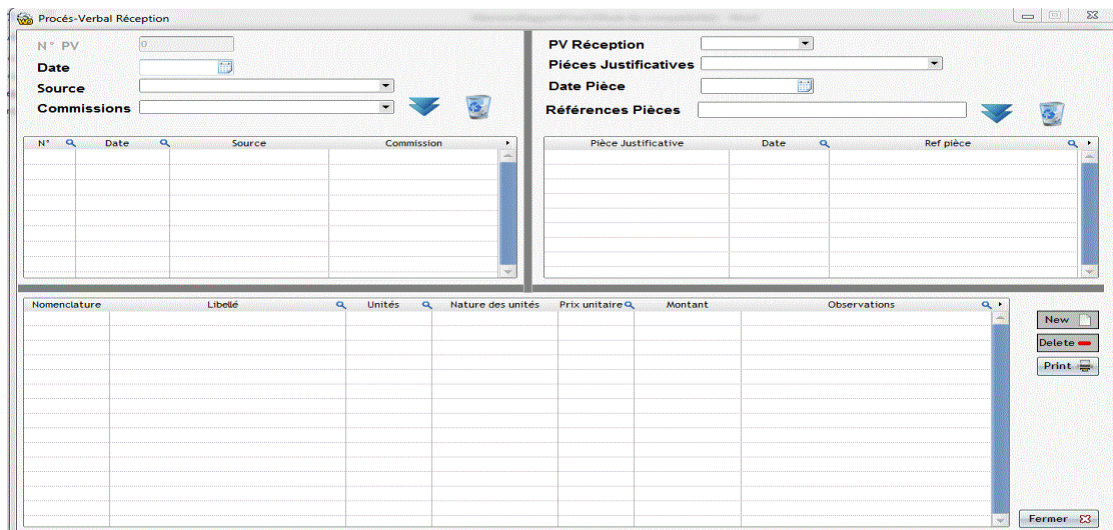 Procés-Verbal Réception
N° PV
0
Date
Source
Commissions
PV Réception
Piéces Justificatives
Date Pièce
Références Pièces
N° Date Source Commission
Pièce Justificative Date Ref pièce
Nomenclature Libellé Unités Nature des unités Prix unitaire Montant Observations
New
Delete
Print
Fermer